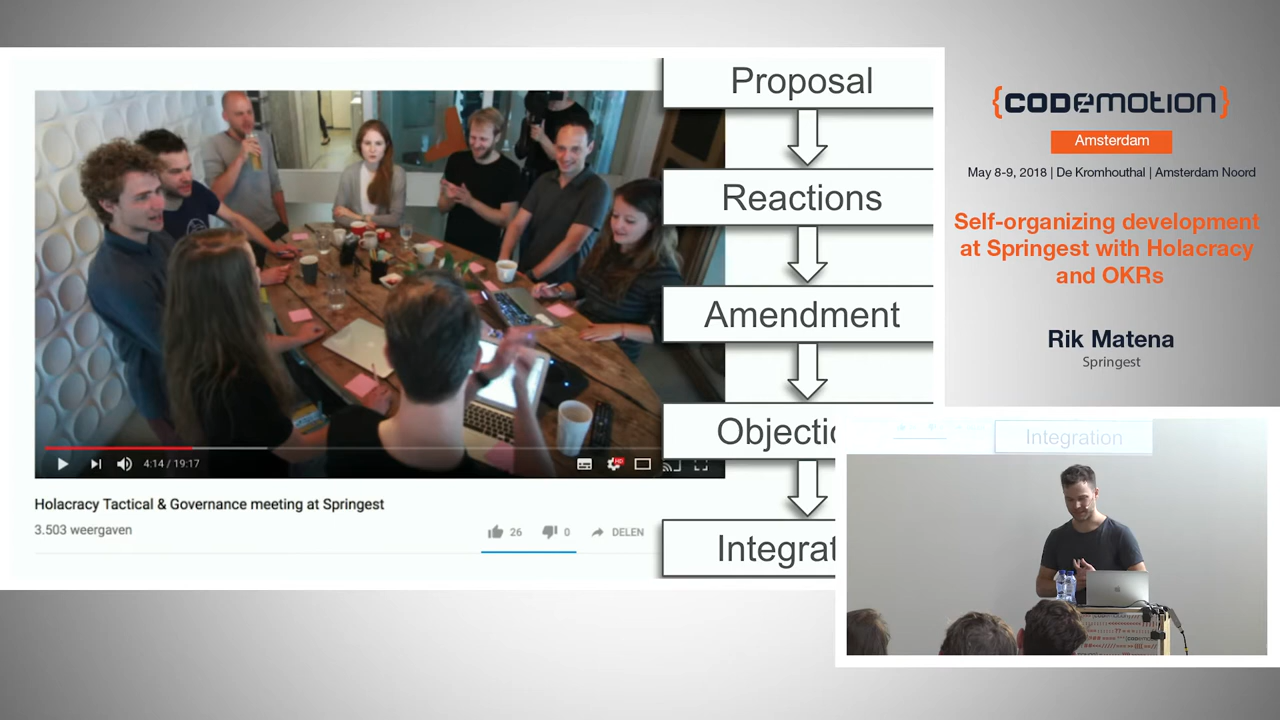 Proposal
Reactions
Amendment
Objectio
Integrat
4:14 / 19:17
HD
Holacracy Tactical & Governance meeting at Springest
3.503 weergaven
26
0
DELEN
{CODEMOTION}
Amsterdam
May 8-9, 2018 | De Kromhouthal | Amsterdam Noord
Self-organizing development
at Springest with Holacracy
and OKRs
Rik Matena
Springest
Integration